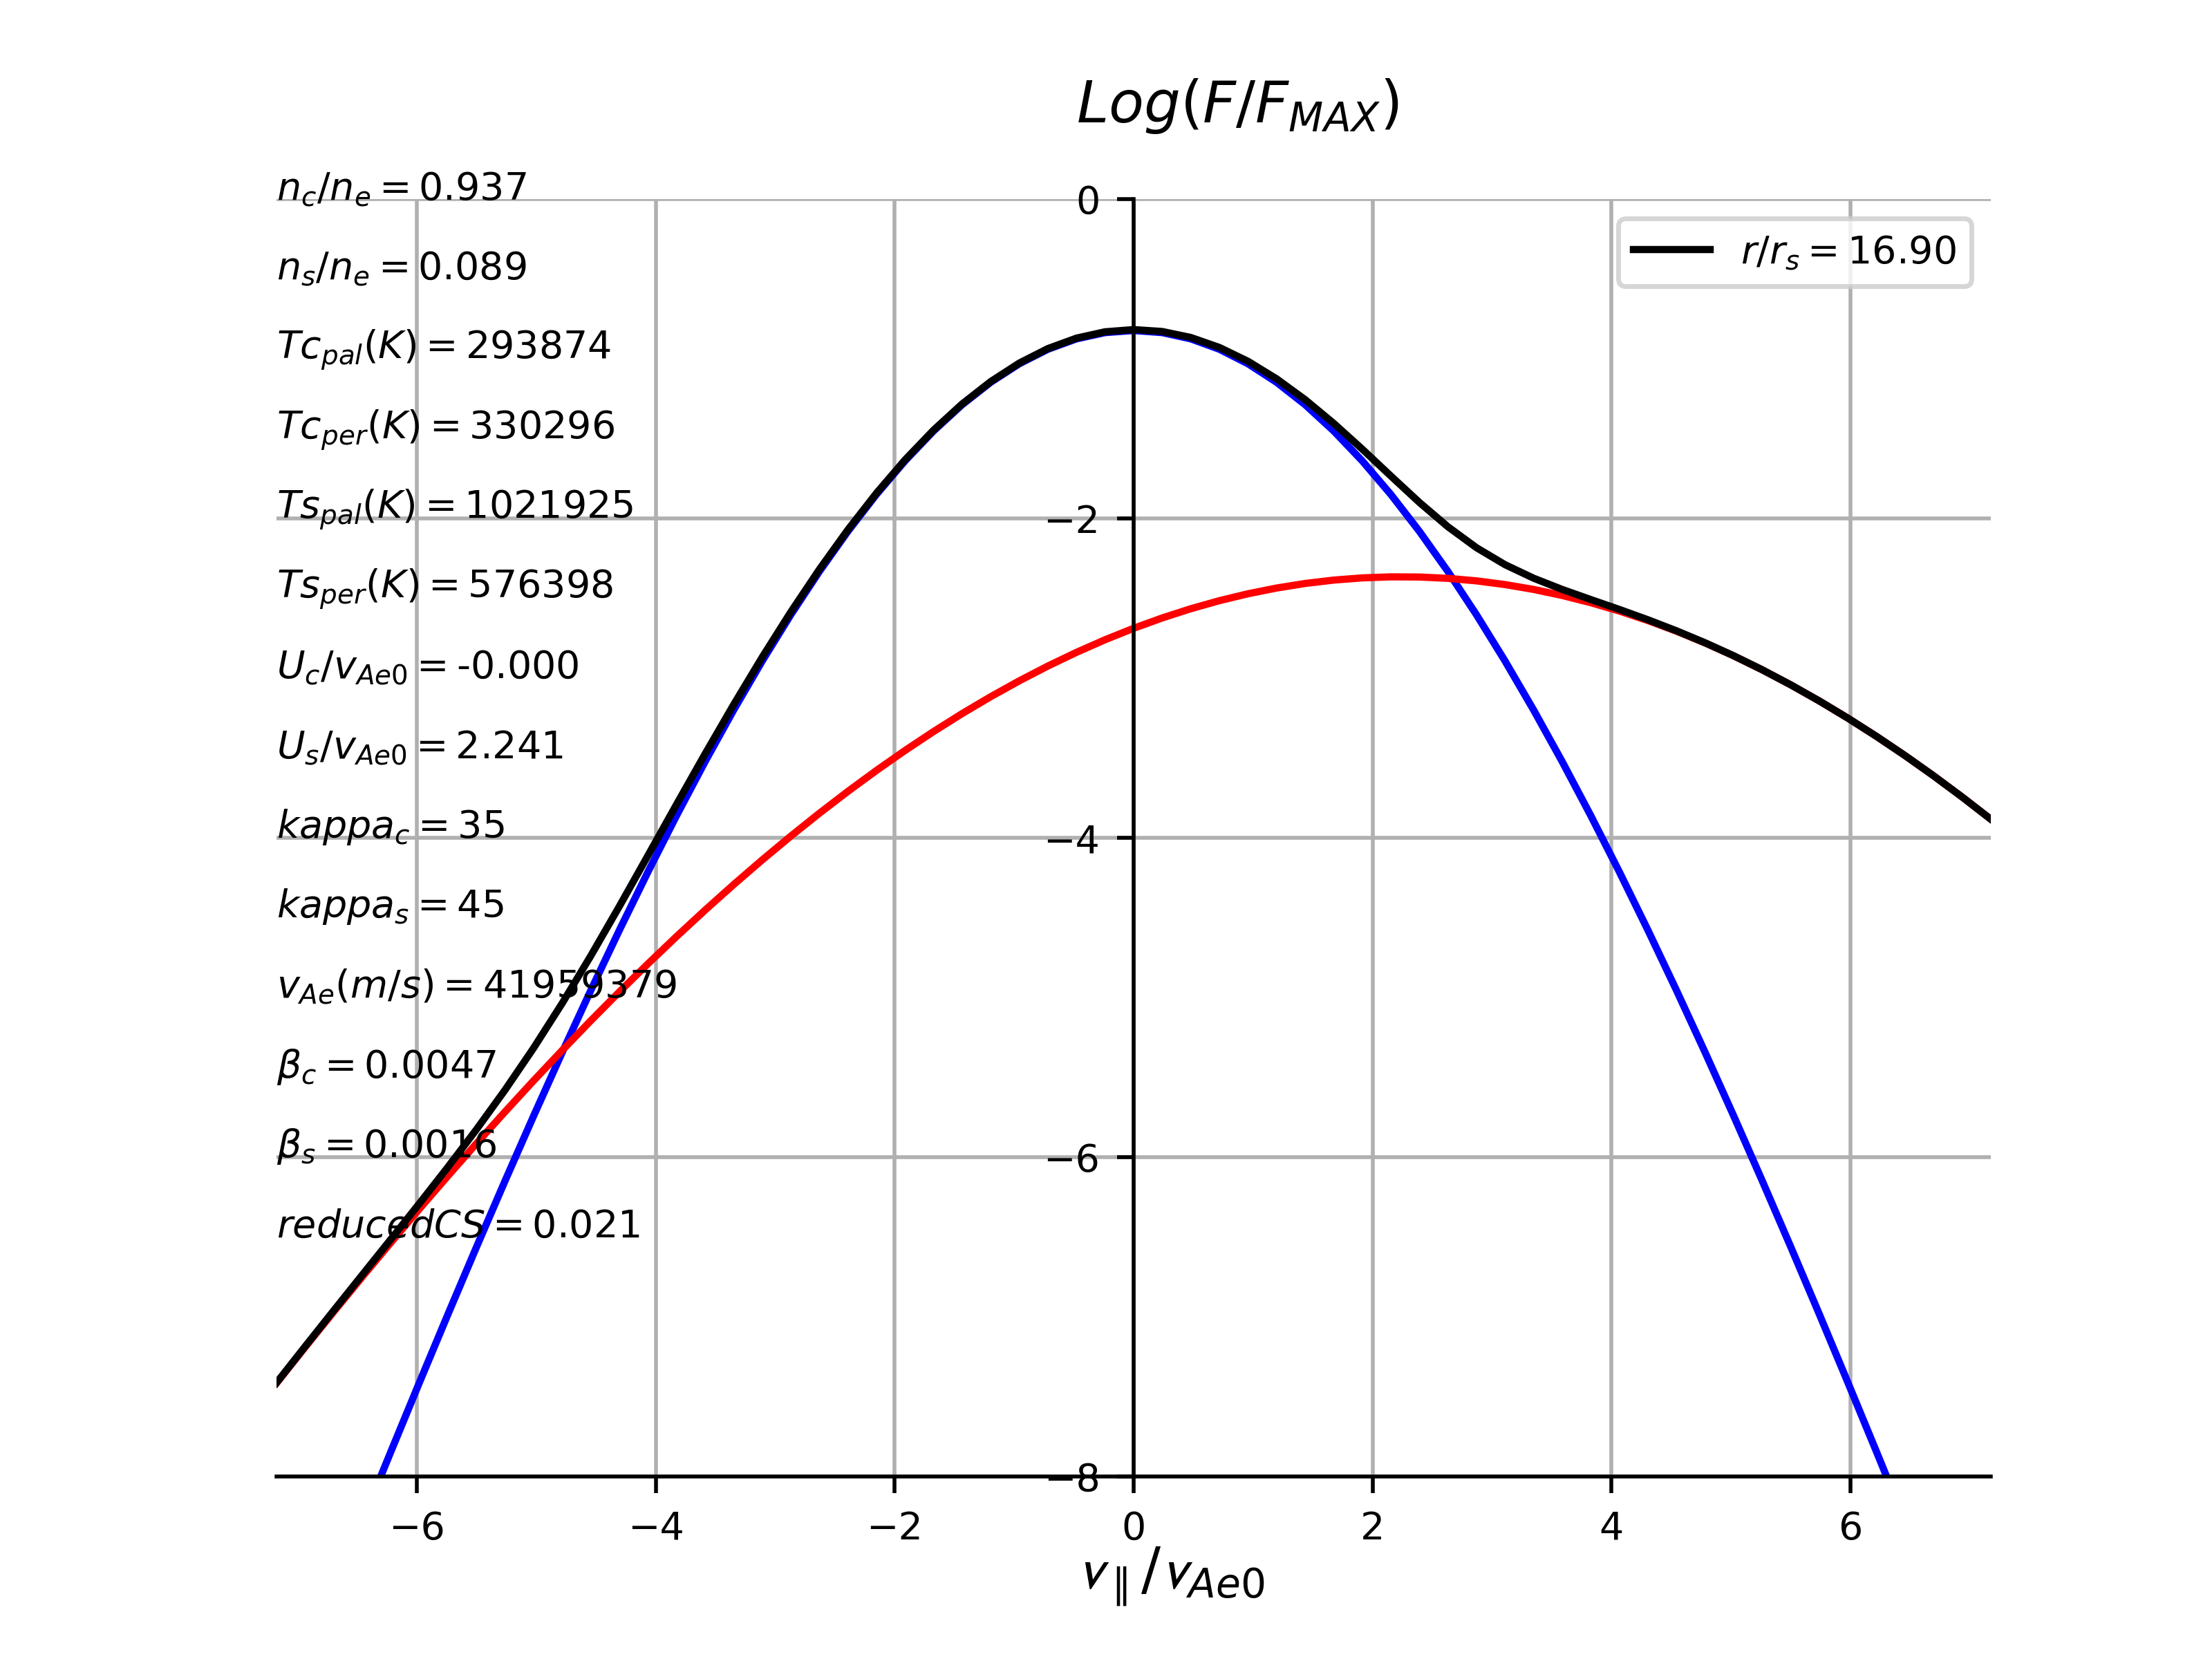 Log(F/F_MAX)
n_c/n_e = 0.937
n_s/n_e = 0.089
Tc_pal(K) = 293874
Tc_per(K) = 330296
Ts_pal(K) = 1021925
Ts_per(K) = 576398
U_c/v_Ae0 = -0.000
U_s/v_Ae0 = 2.241
kappa_c = 35
kappa_s = 45
v_Ae(m/s) = 41959379
β_c = 0.0047
β_s = 0.0016
reducedCS = 0.021
r/r_s = 16.90
0
−2
−4
−6
−8
−6 −4 −2 0 2 4 6
v_∥/v_Ae0